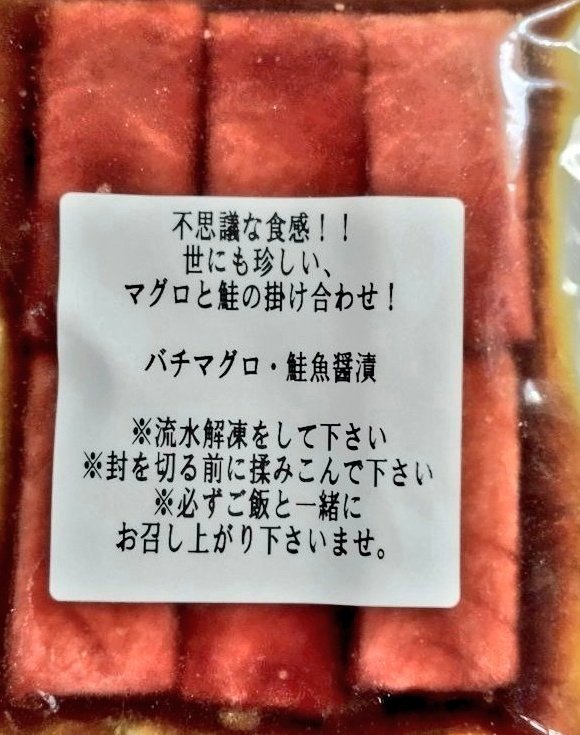 不思議な食感！！
世にも珍しい、
マグロと鮭の掛け合わせ！
バチマグロ・鮭魚醤漬
※流水解凍をして下さい
※封を切る前に揉みこんで下さい
※必ずご飯と一緒に
お召し上がり下さいませ。